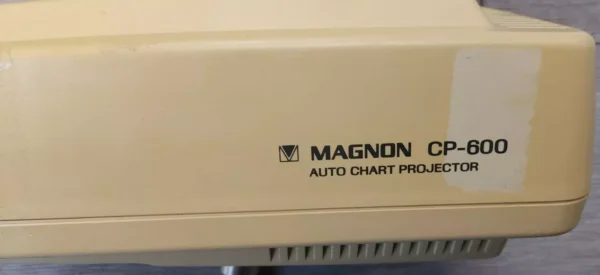 MAGNON CP-600
AUTO CHART PROJECTOR